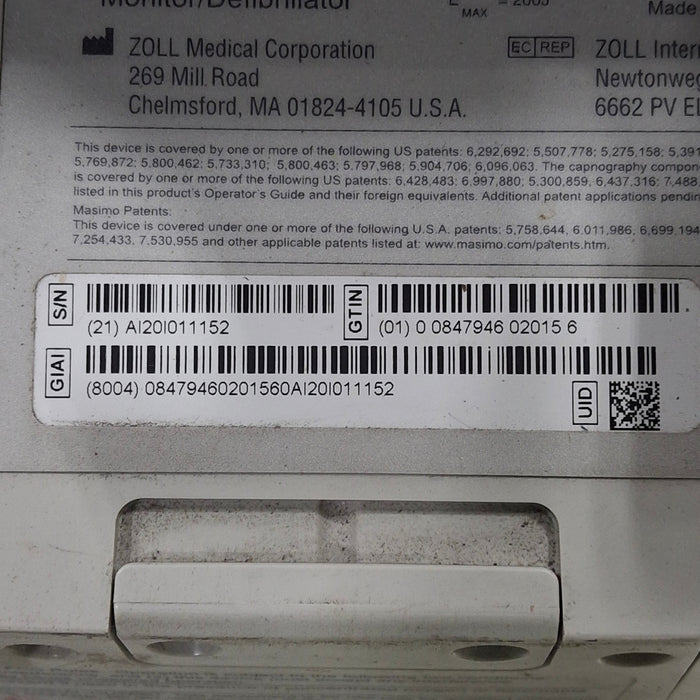 Monitor/Defibrillator
MAX = 2005
Made
ZOLL Medical Corporation
269 Mill Road
Chelmsford, MA 01824-4105 U.S.A.
EC REP
ZOLL Inter
Newtonweg
6662 PV El
This device is covered by one or more of the following US patents: 6,292,692; 5,507,778; 5,275,158; 5,391
5,769,872; 5,800,462; 5,733,310; 5,800,463; 5,797,968; 5,904,706; 6,096,063. The capnography compon
is covered by one or more of the following US patents: 6,428,483; 6,997,880; 5,300,859, 6,437,316; 7,488,
listed in this product's Operator's Guide and their foreign equivalents. Additional patent applications pendin
Masimo Patents:
This device is covered under one or more of the following U.S.A. patents: 5,758,644, 6,011,986, 6,699,194
7,254,433, 7,530,955 and other applicable patents listed at: www.masimo.com/patents.htm.
S/N
(21) AI20I011152
GTIN
(01) 0 0847946 02015 6
GIAI
(8004) 08479460201560AI20I011152
UID